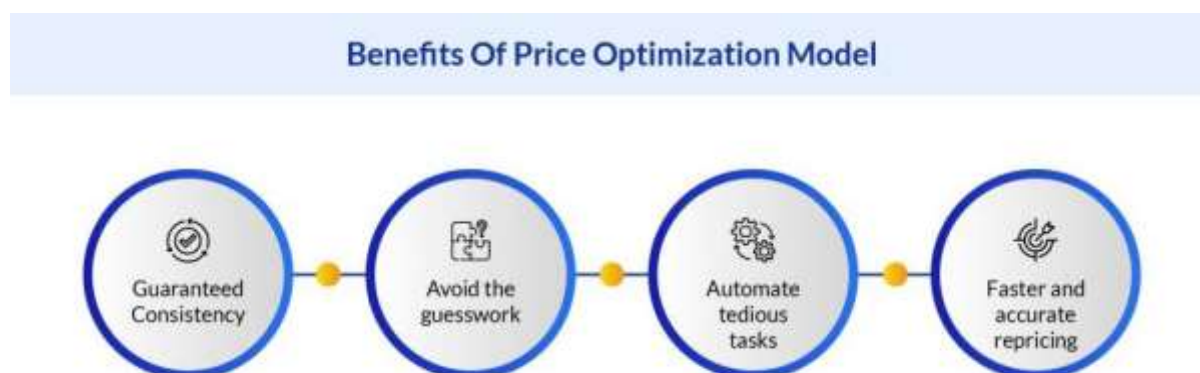 Benefits Of Price Optimization Model
Guaranteed
Consistency
Avoid the
guesswork
Automate
tedious
tasks
Faster and
accurate
repricing